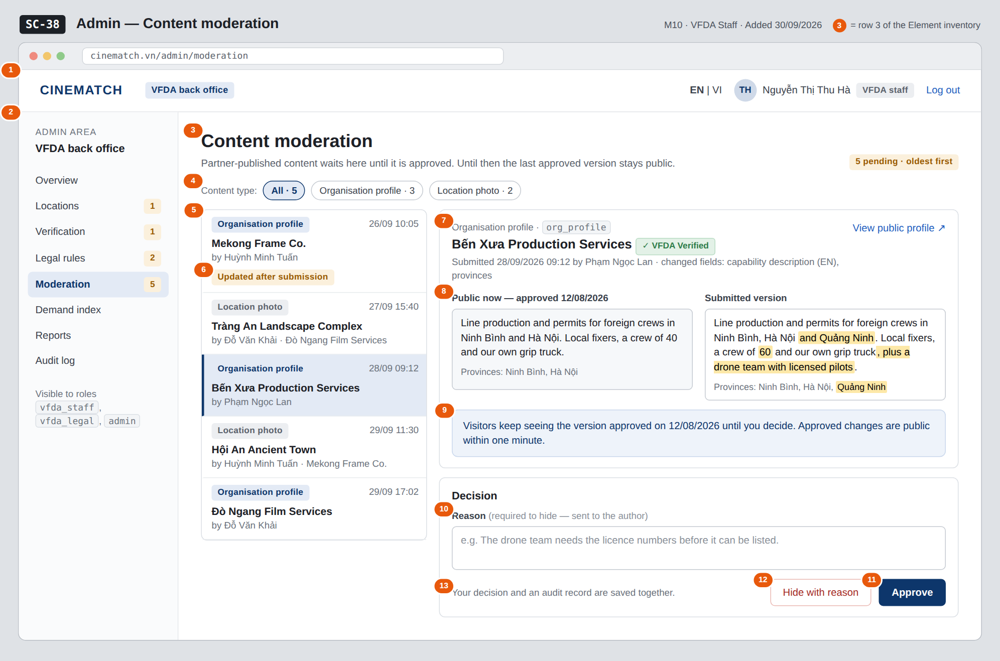 SC-38
Admin — Content moderation
M10 · VFDA Staff · Added 30/09/2026
3 = row 3 of the Element inventory
cinematch.vn/admin/moderation
1
CINEMATCH
VFDA back office
EN | VI
TH
Nguyễn Thị Thu Hà
VFDA staff
Log out
2
ADMIN AREA
VFDA back office
Overview
Locations 1
Verification 1
Legal rules 2
Moderation 5
Demand index
Reports
Audit log
Visible to roles
vfda_staff,
vfda_legal, admin
3
Content moderation
Partner-published content waits here until it is approved. Until then the last approved version stays public.
5 pending · oldest first
4
Content type: All · 5 Organisation profile · 3 Location photo · 2
5
Organisation profile 26/09 10:05
Mekong Frame Co.
by Huỳnh Minh Tuấn
6
Updated after submission
Location photo 27/09 15:40
Tràng An Landscape Complex
by Đỗ Văn Khải · Đò Ngang Film Services
Organisation profile 28/09 09:12
Bến Xưa Production Services
by Phạm Ngọc Lan
Location photo 29/09 11:30
Hội An Ancient Town
by Huỳnh Minh Tuấn · Mekong Frame Co.
Organisation profile 29/09 17:02
Đò Ngang Film Services
by Đỗ Văn Khải
7
Organisation profile · org_profile
View public profile ↗
Bến Xưa Production Services ✓ VFDA Verified
Submitted 28/09/2026 09:12 by Phạm Ngọc Lan · changed fields: capability description (EN),
provinces
8
Public now — approved 12/08/2026
Line production and permits for foreign crews in
Ninh Bình and Hà Nội. Local fixers, a crew of 40
and our own grip truck.
Provinces: Ninh Bình, Hà Nội
Submitted version
Line production and permits for foreign crews in
Ninh Bình, Hà Nội and Quảng Ninh. Local fixers,
a crew of 60 and our own grip truck, plus a
drone team with licensed pilots.
Provinces: Ninh Bình, Hà Nội, Quảng Ninh
9
Visitors keep seeing the version approved on 12/08/2026 until you decide. Approved changes are public
within one minute.
Decision
10
Reason (required to hide — sent to the author)
e.g. The drone team needs the licence numbers before it can be listed.
13
Your decision and an audit record are saved together.
12
Hide with reason
11
Approve